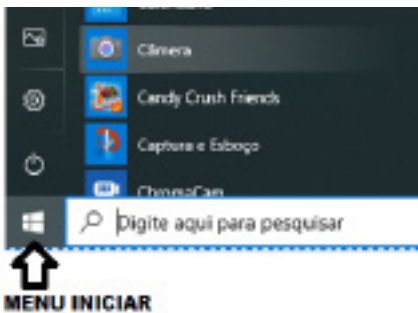 Câmera
Candy Crush Friends
Captura e Esboço
ChromaCam
Digite aqui para pesquisar
MENU INICIAR